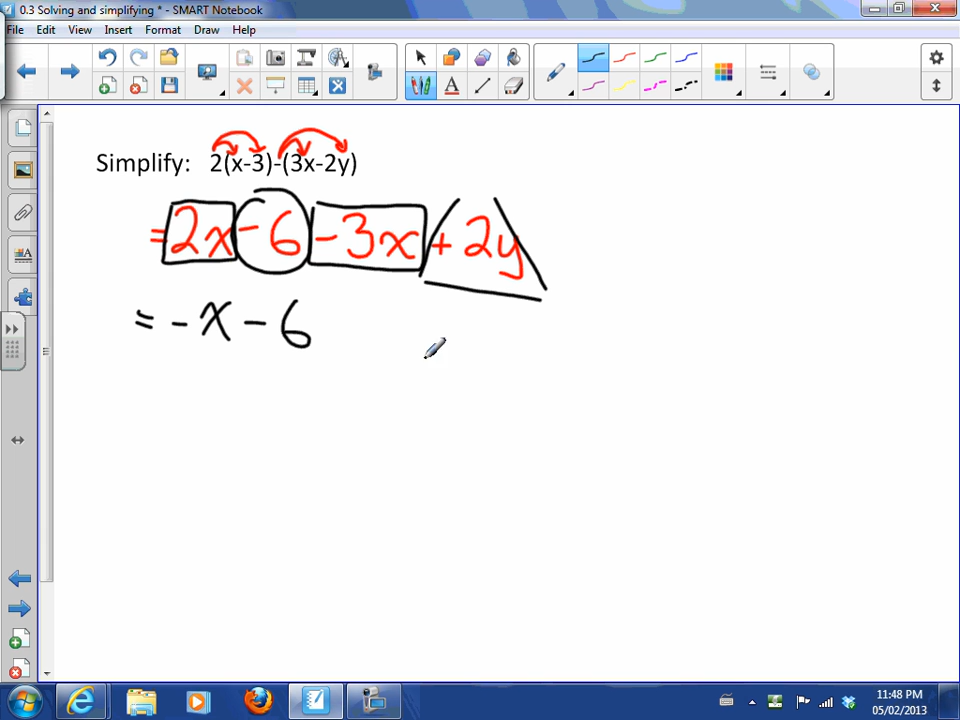 0.3 Solving and simplifying * - SMART Notebook
File Edit View Insert Format Draw Help
Simplify: 2(x-3)-(3x-2y)
= 2x - 6 - 3x + 2y
= - x - 6
11:48 PM
05/02/2013